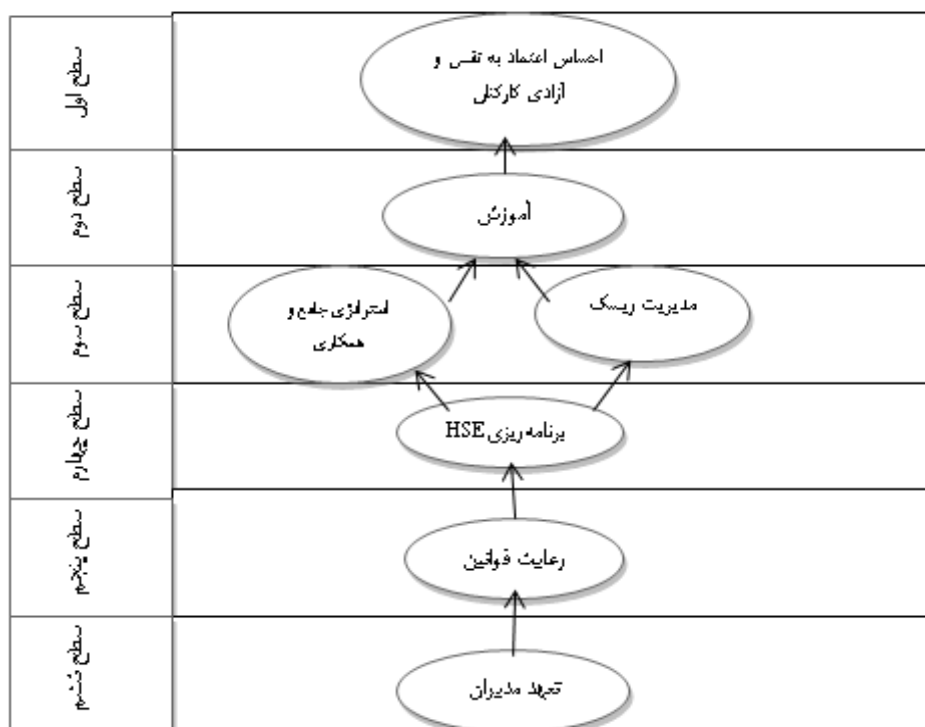 سطح اول
احساس اعتماد به نفس و
آزادی کارکنان
سطح دوم
آموزش
سطح سوم
استراتژی جامع و
همکاری
مدیریت ریسک
سطح چهارم
برنامه ریزی HSE
سطح پنجم
رعایت قوانین
سطح ششم
تعهد مدیران